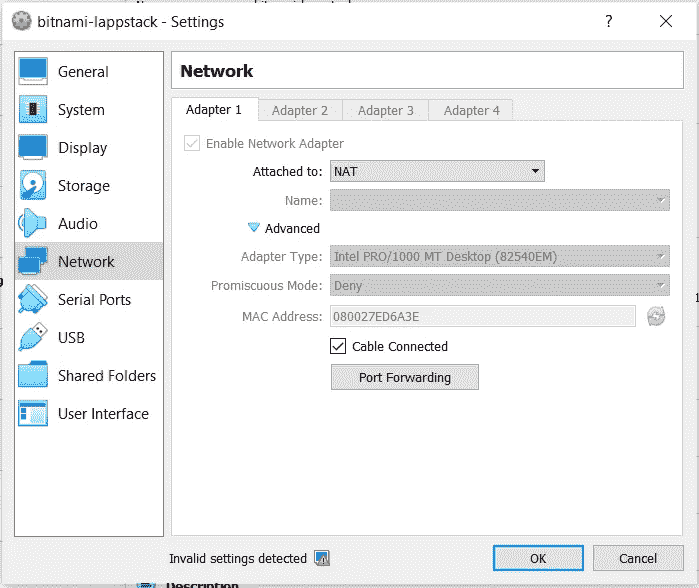 bitnami-lappstack - Settings
?
General
System
Display
Storage
Audio
Network
Serial Ports
USB
Shared Folders
User Interface
Network
Adapter 1 Adapter 2 Adapter 3 Adapter 4
Enable Network Adapter
Attached to: NAT
Name:
Advanced
Adapter Type: Intel PRO/1000 MT Desktop (82540EM)
Promiscuous Mode: Deny
MAC Address: 080027ED6A3E
Cable Connected
Port Forwarding
Invalid settings detected
OK Cancel
Description